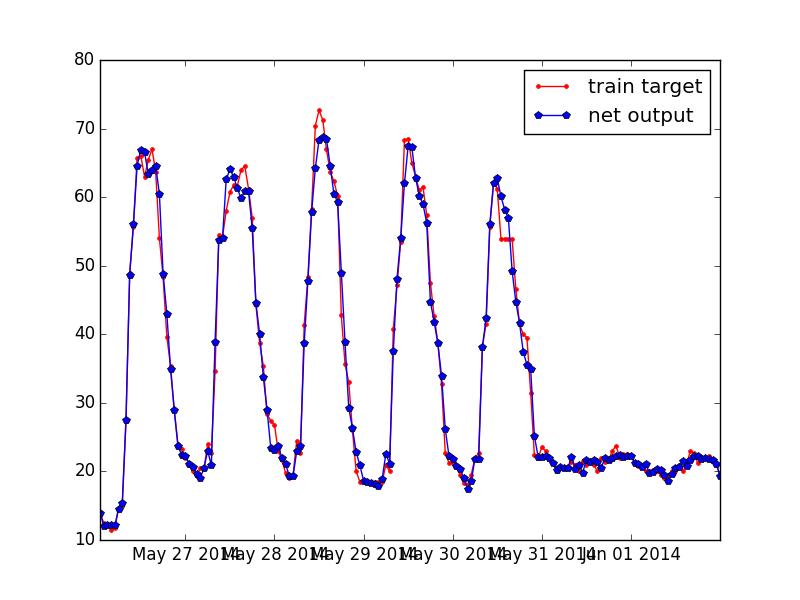 80
70
60
50
40
30
20
10
train target
net output
May 27 2014
May 28 2014
May 29 2014
May 30 2014
May 31 2014
Jun 01 2014